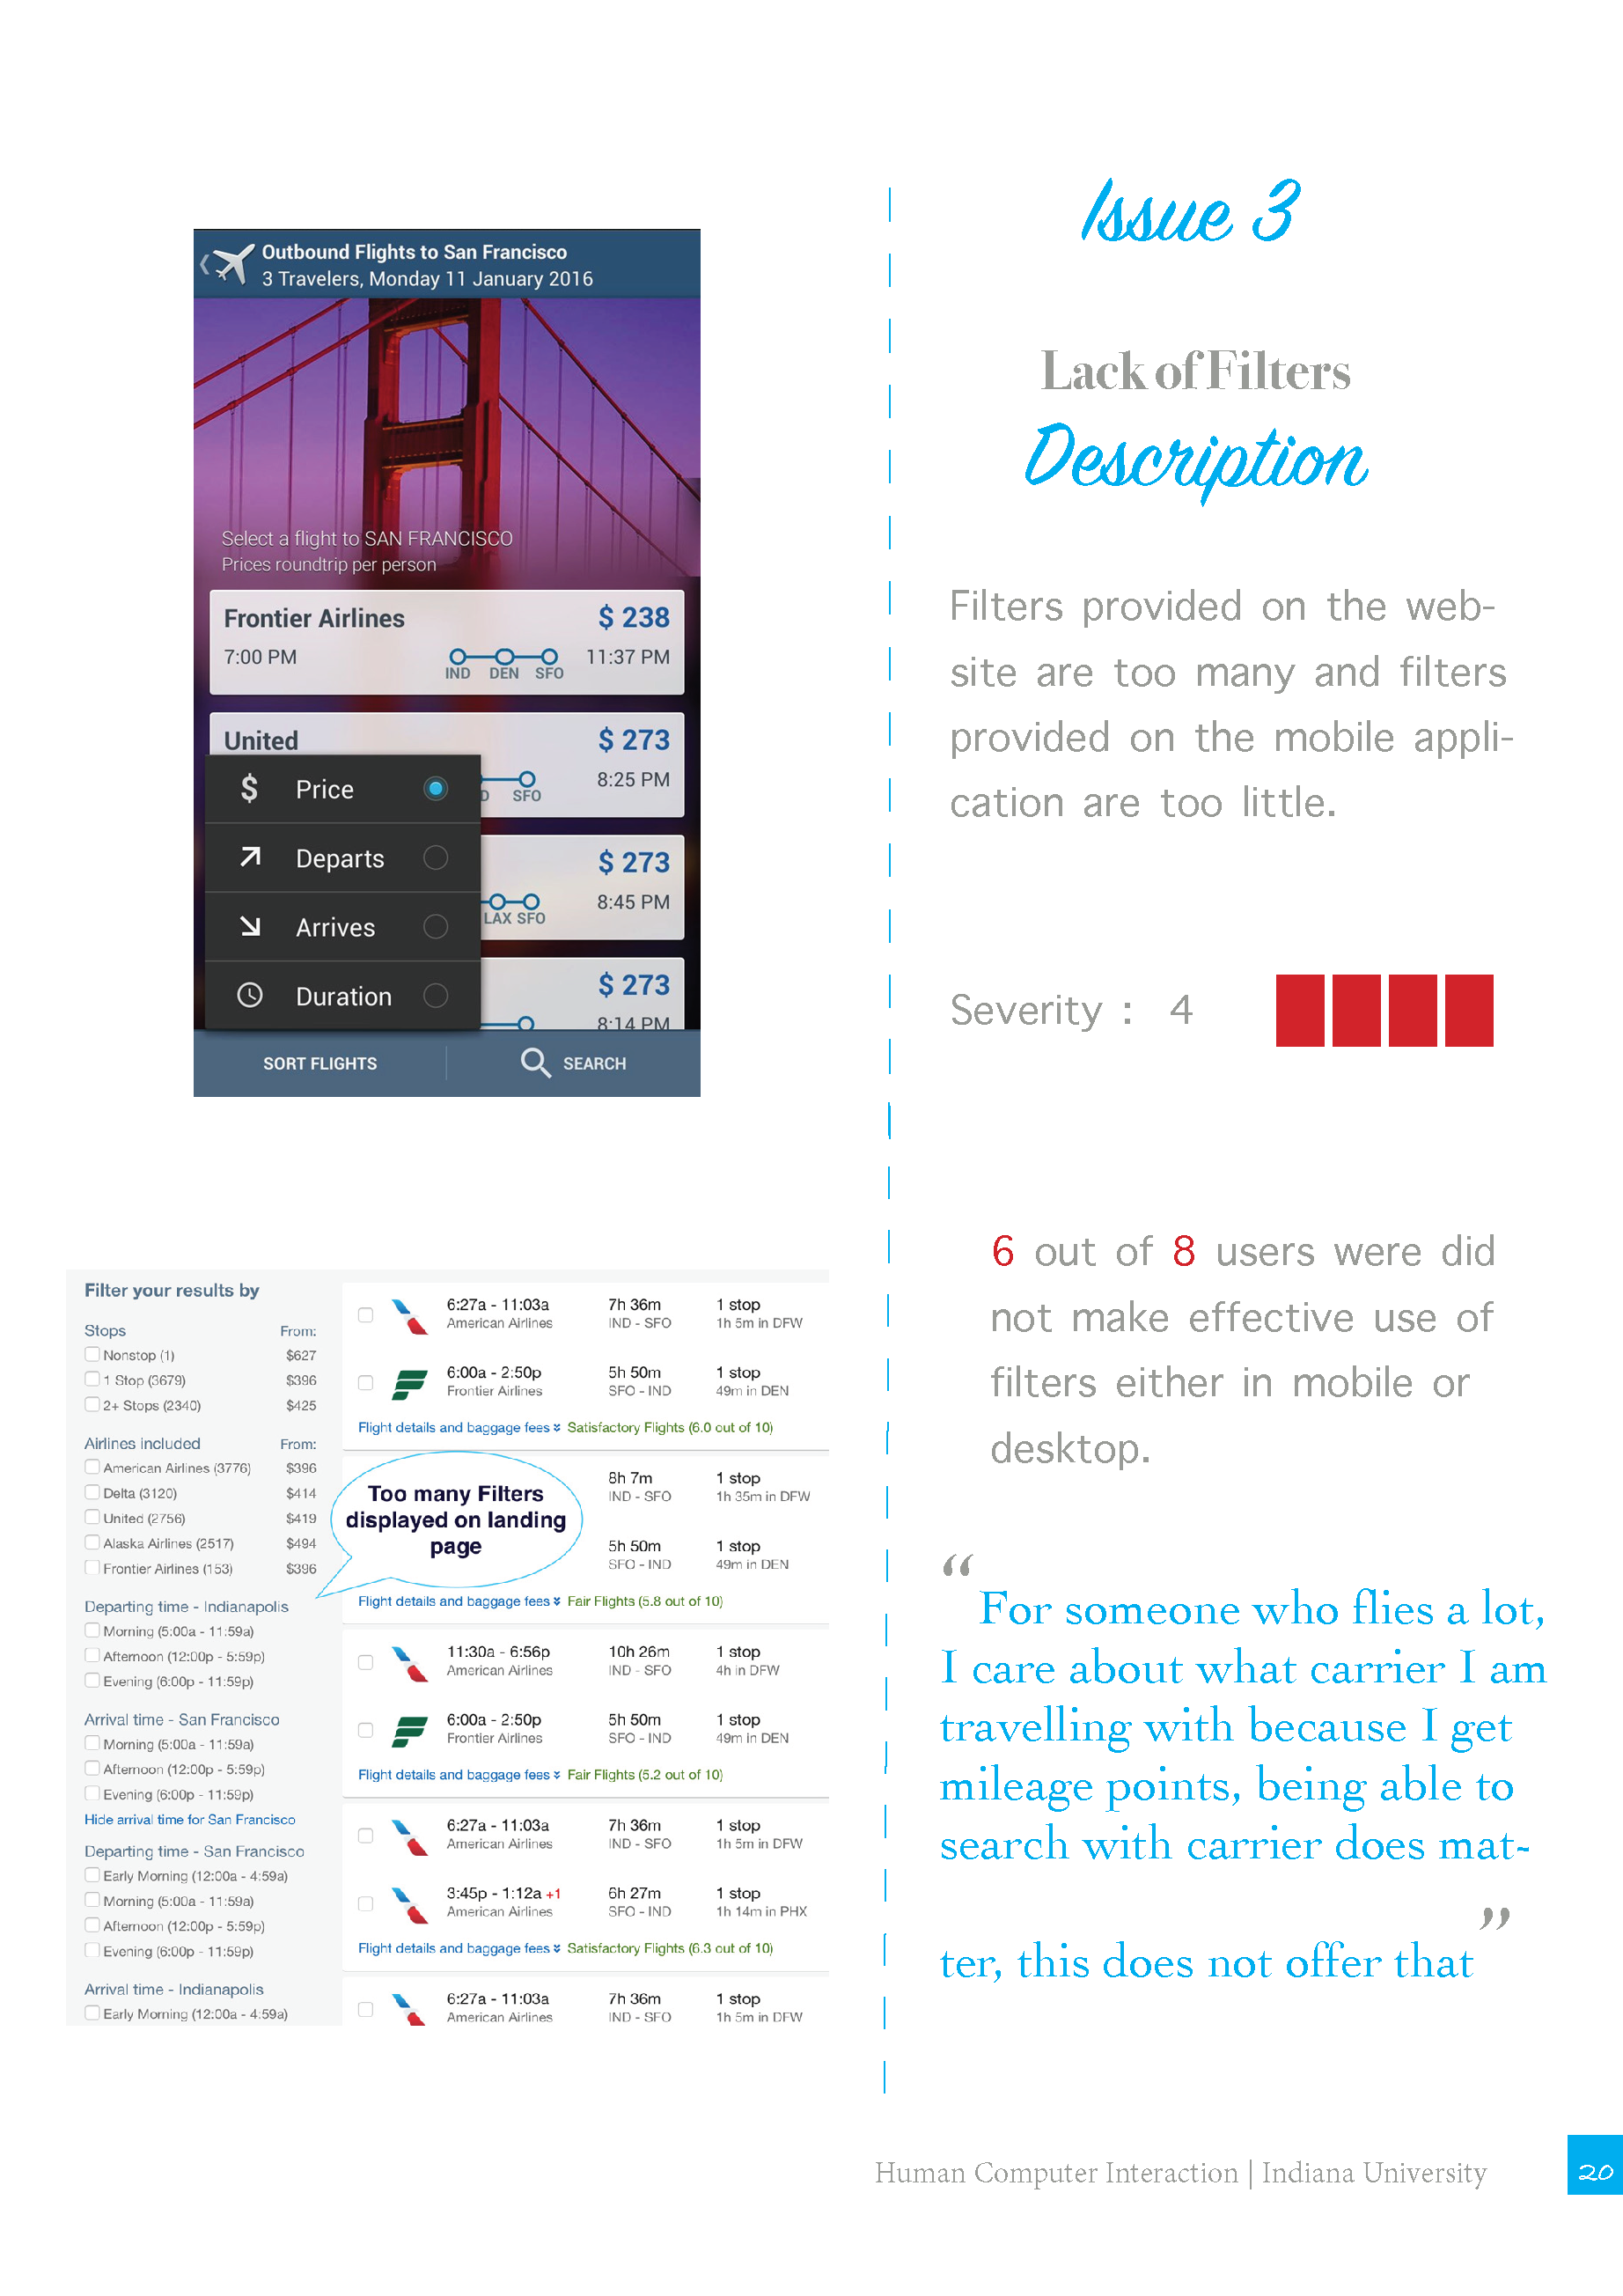 Outbound Flights to San Francisco
3 Travelers, Monday 11 January 2016
Select a flight to SAN FRANCISCO
Prices roundtrip per person
Frontier Airlines $ 238
7:00 PM 11:37 PM
IND DEN SFO
United $ 273
8:25 PM
D SFO
$ 273
8:45 PM
LAX SFO
$ 273
8:14 PM
$ Price
Departs
Arrives
Duration
SORT FLIGHTS SEARCH
Filter your results by
Stops From:
Nonstop (1) $627
1 Stop (3679) $396
2+ Stops (2340) $425
Airlines included From:
American Airlines (3776) $396
Delta (3120) $414
United (2756) $419
Alaska Airlines (2517) $494
Frontier Airlines (153) $396
Departing time - Indianapolis
Morning (5:00a - 11:59a)
Afternoon (12:00p - 5:59p)
Evening (6:00p - 11:59p)
Arrival time - San Francisco
Morning (5:00a - 11:59a)
Afternoon (12:00p - 5:59p)
Evening (6:00p - 11:59p)
Hide arrival time for San Francisco
Departing time - San Francisco
Early Morning (12:00a - 4:59a)
Morning (5:00a - 11:59a)
Afternoon (12:00p - 5:59p)
Evening (6:00p - 11:59p)
Arrival time - Indianapolis
Early Morning (12:00a - 4:59a)
6:27a - 11:03a 7h 36m 1 stop
American Airlines IND - SFO 1h 5m in DFW
6:00a - 2:50p 5h 50m 1 stop
Frontier Airlines SFO - IND 49m in DEN
Flight details and baggage fees Satisfactory Flights (6.0 out of 10)
Too many Filters
displayed on landing
page
8h 7m 1 stop
IND - SFO 1h 35m in DFW
5h 50m 1 stop
SFO - IND 49m in DEN
Flight details and baggage fees Fair Flights (5.8 out of 10)
11:30a - 6:56p 10h 26m 1 stop
American Airlines IND - SFO 4h in DFW
6:00a - 2:50p 5h 50m 1 stop
Frontier Airlines SFO - IND 49m in DEN
Flight details and baggage fees Fair Flights (5.2 out of 10)
6:27a - 11:03a 7h 36m 1 stop
American Airlines IND - SFO 1h 5m in DFW
3:45p - 1:12a +1 6h 27m 1 stop
American Airlines SFO - IND 1h 14m in PHX
Flight details and baggage fees Satisfactory Flights (6.3 out of 10)
6:27a - 11:03a 7h 36m 1 stop
American Airlines IND - SFO 1h 5m in DFW
Issue 3
Lack of Filters
Description
Filters provided on the web-
site are too many and filters
provided on the mobile appli-
cation are too little.
Severity : 4
6 out of 8 users were did
not make effective use of
filters either in mobile or
desktop.
“
For someone who flies a lot,
I care about what carrier I am
travelling with because I get
mileage points, being able to
search with carrier does mat-
ter, this does not offer that ”
Human Computer Interaction | Indiana University 20